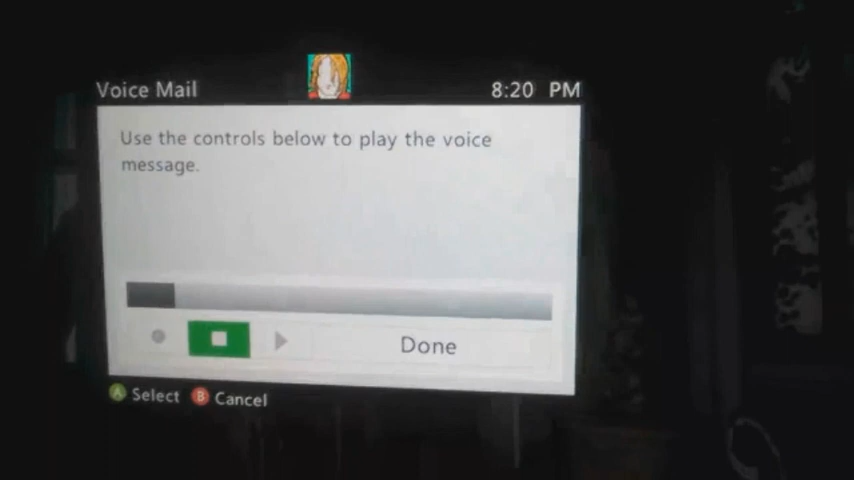 Voice Mail
8:20 PM
Use the controls below to play the voice
message.
Done
A Select B Cancel